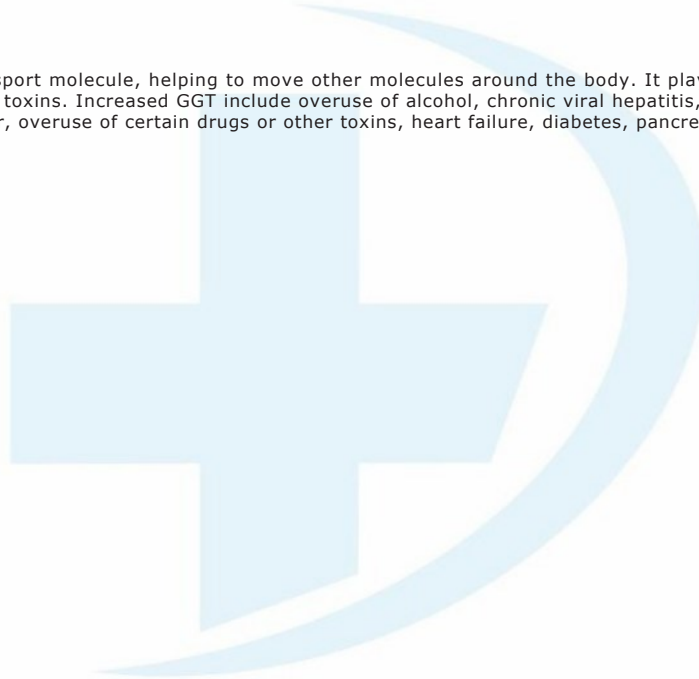 sport molecule, helping to move other molecules around the body. It play
toxins. Increased GGT include overuse of alcohol, chronic viral hepatitis,
r, overuse of certain drugs or other toxins, heart failure, diabetes, pancre